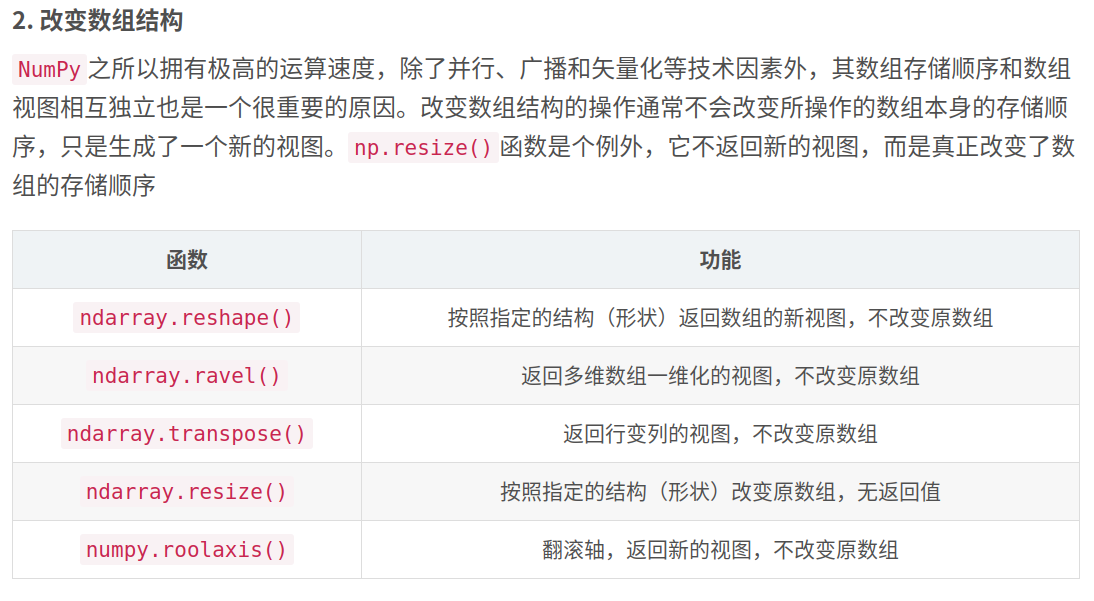 2. 改变数组结构
NumPy之所以拥有极高的运算速度，除了并行、广播和矢量化等技术因素外，其数组存储顺序和数组
视图相互独立也是一个很重要的原因。改变数组结构的操作通常不会改变所操作的数组本身的存储顺
序，只是生成了一个新的视图。np.resize()函数是个例外，它不返回新的视图，而是真正改变了数
组的存储顺序
函数 功能
ndarray.reshape() 按照指定的结构（形状）返回数组的新视图，不改变原数组
ndarray.ravel() 返回多维数组一维化的视图，不改变原数组
ndarray.transpose() 返回行变列的视图，不改变原数组
ndarray.resize() 按照指定的结构（形状）改变原数组，无返回值
numpy.roolaxis() 翻滚轴，返回新的视图，不改变原数组